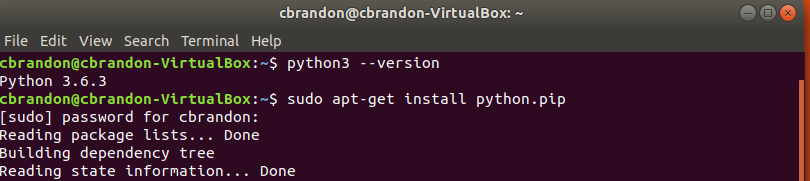 cbrandon@cbrandon-VirtualBox: ~
File Edit View Search Terminal Help
cbrandon@cbrandon-VirtualBox:~$ python3 --version
Python 3.6.3
cbrandon@cbrandon-VirtualBox:~$ sudo apt-get install python.pip
[sudo] password for cbrandon:
Reading package lists... Done
Building dependency tree
Reading state information... Done